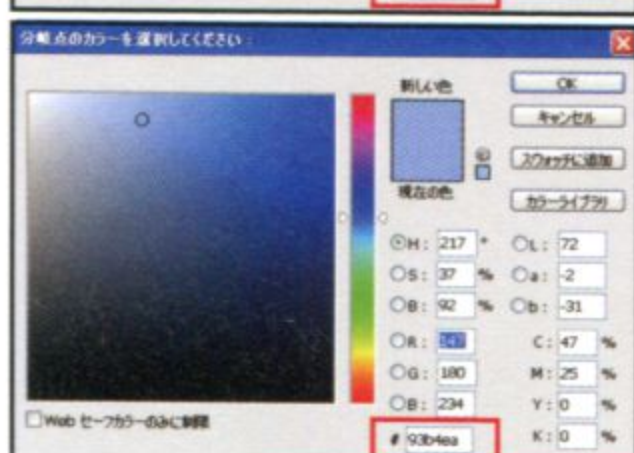 分岐点のカラーを選択してください:
新しい色
現在の色
OK
キャンセル
スウォッチに追加
カラーライブラリ
H: 217 °
S: 37 %
B: 92 %
R: 147
G: 180
B: 234
# 93b4ea
L: 72
a: -2
b: -31
C: 47 %
M: 25 %
Y: 0 %
K: 0 %
Web セーフカラーのみに制限